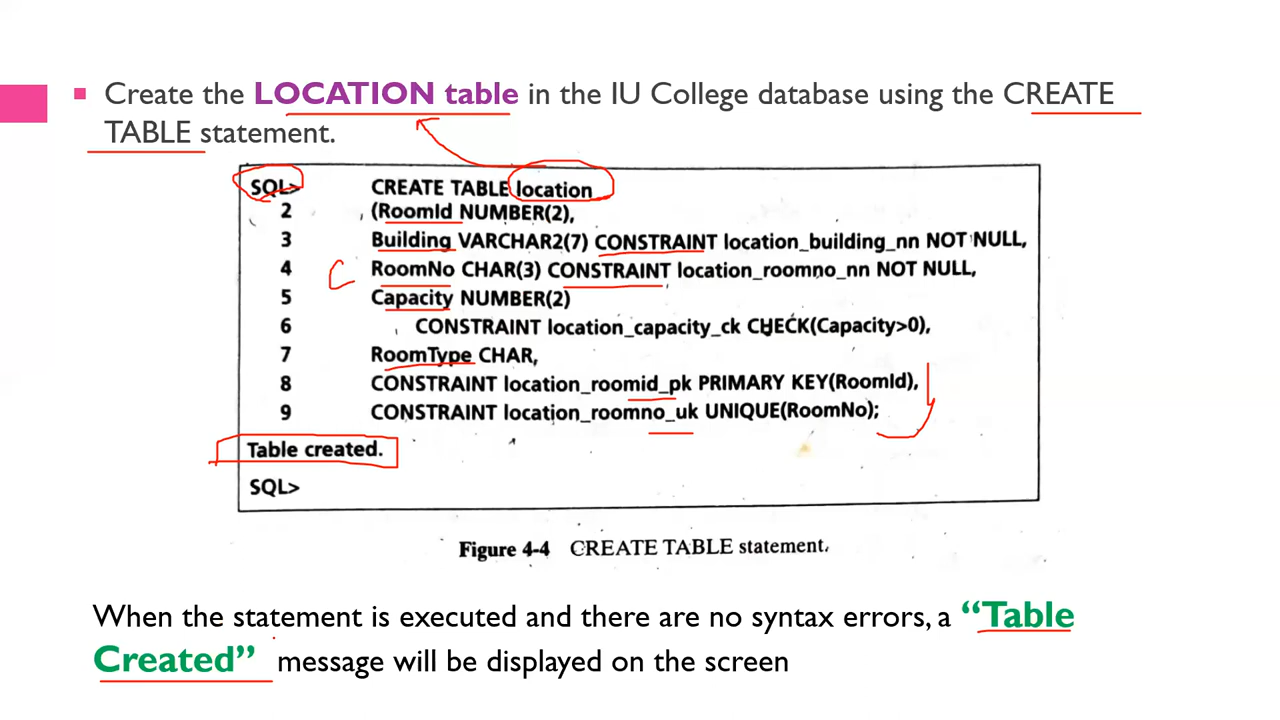 Create the LOCATION table in the IU College database using the CREATE
TABLE statement.
SQL> CREATE TABLE location
2 (RoomId NUMBER(2),
3 Building VARCHAR2(7) CONSTRAINT location_building_nn NOT NULL,
4 RoomNo CHAR(3) CONSTRAINT location_roomno_nn NOT NULL,
5 Capacity NUMBER(2)
6 CONSTRAINT location_capacity_ck CHECK(Capacity>0),
7 RoomType CHAR,
8 CONSTRAINT location_roomid_pk PRIMARY KEY(RoomId),
9 CONSTRAINT location_roomno_uk UNIQUE(RoomNo);
Table created.
SQL>
Figure 4-4 CREATE TABLE statement.
When the statement is executed and there are no syntax errors, a “Table
Created” message will be displayed on the screen